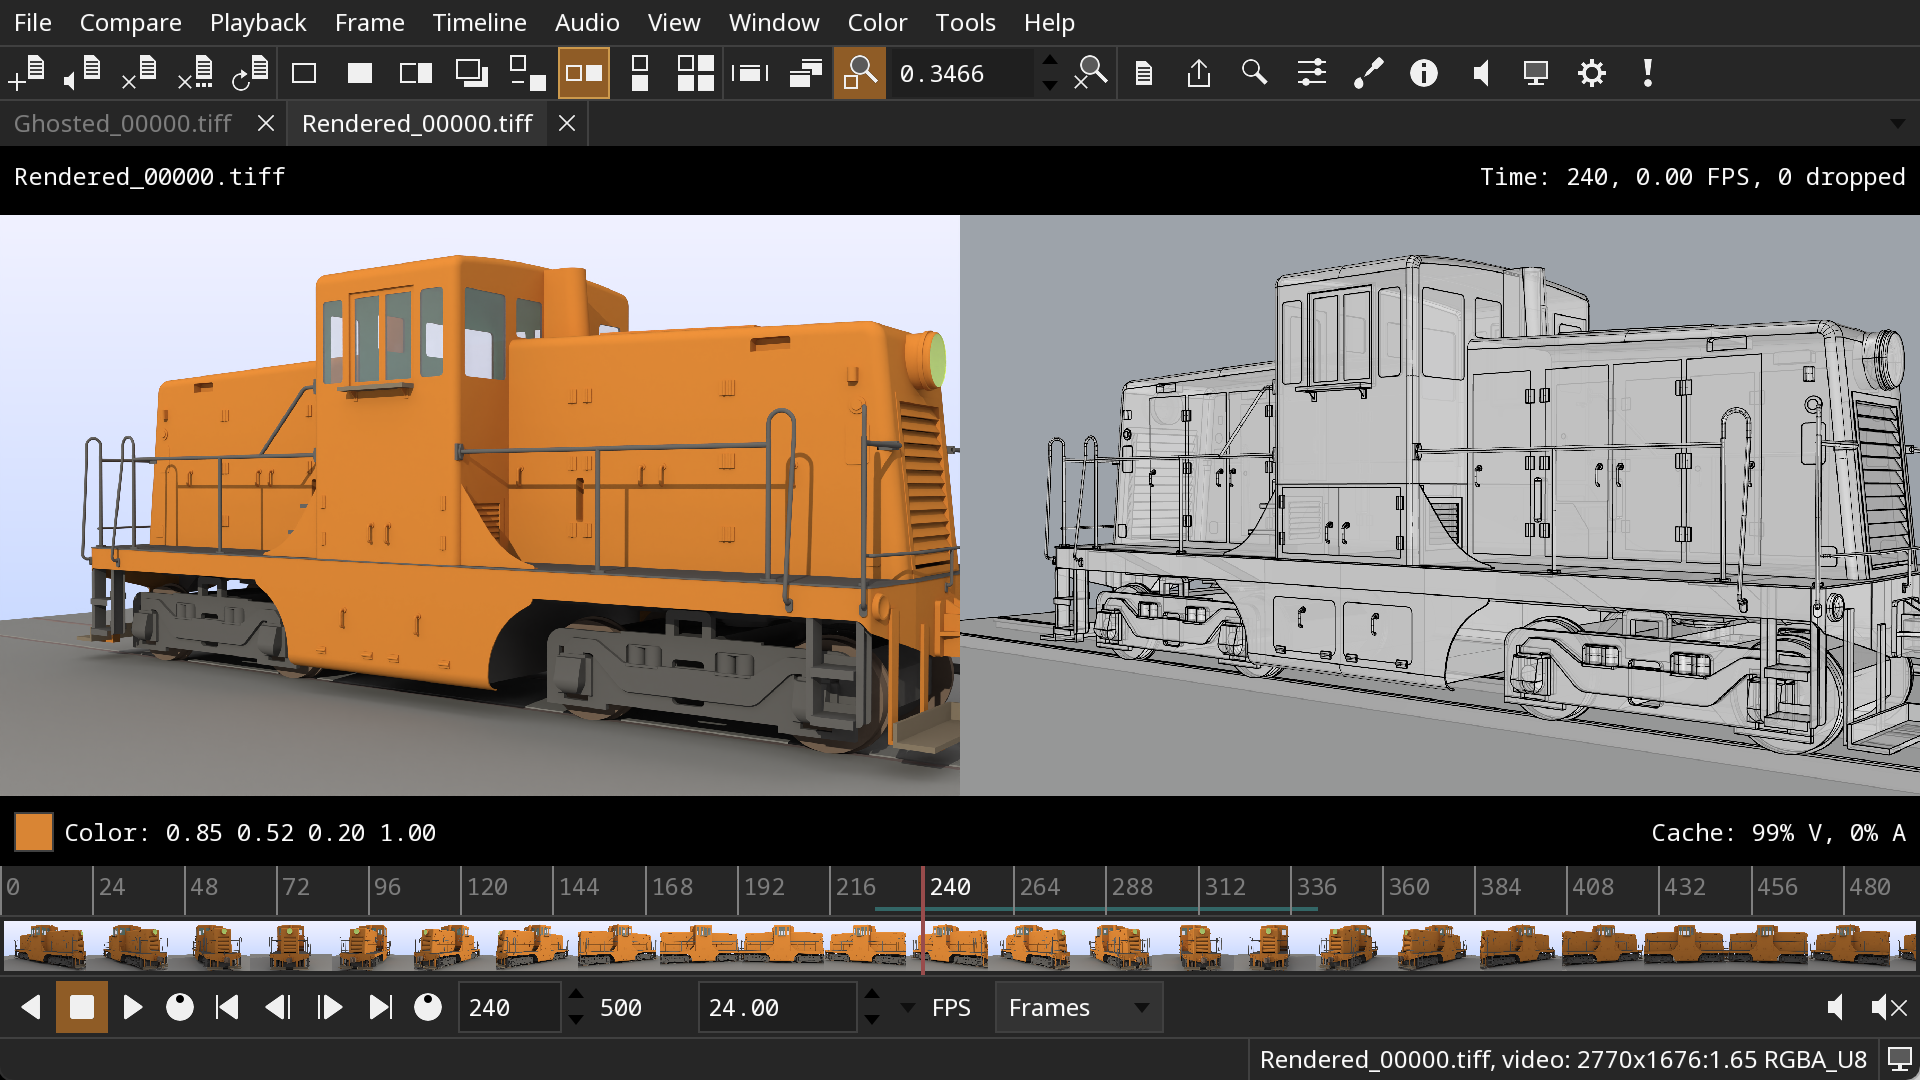 File Compare Playback Frame Timeline Audio View Window Color Tools Help
0.3466
Ghosted_00000.tiff Rendered_00000.tiff
Rendered_00000.tiff Time: 240, 0.00 FPS, 0 dropped
Color: 0.85 0.52 0.20 1.00 Cache: 99% V, 0% A
0 24 48 72 96 120 144 168 192 216 240 264 288 312 336 360 384 408 432 456 480
240 500 24.00 FPS Frames
Rendered_00000.tiff, video: 2770x1676:1.65 RGBA_U8